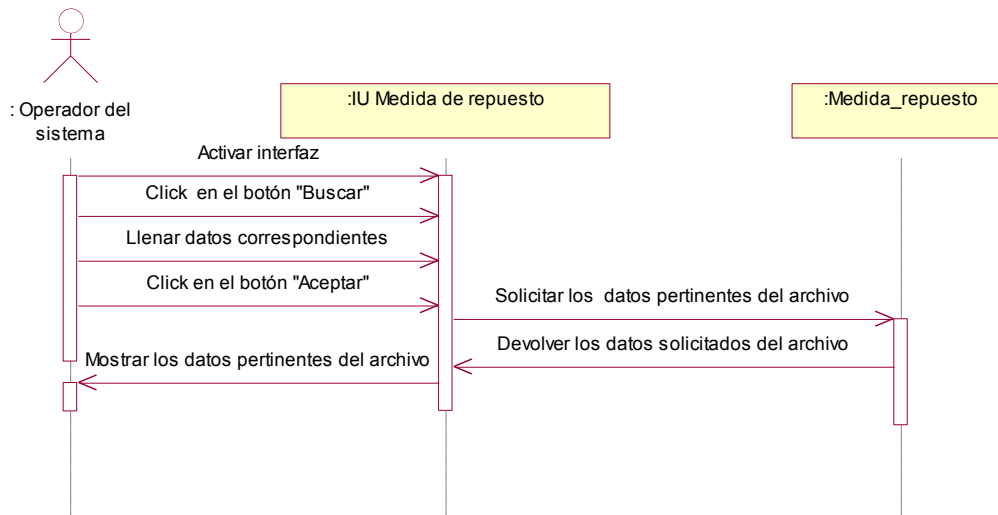 : Operador del
sistema
:IU Medida de repuesto
:Medida_repuesto
Activar interfaz
Click en el botón "Buscar"
Llenar datos correspondientes
Click en el botón "Aceptar"
Solicitar los datos pertinentes del archivo
Devolver los datos solicitados del archivo
Mostrar los datos pertinentes del archivo